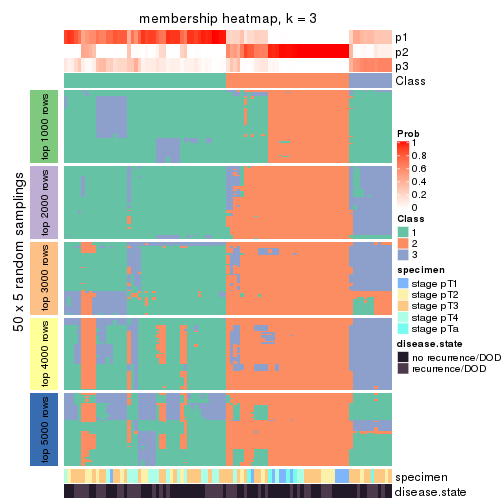 membership heatmap, k = 3
p1
p2
p3
Class
50 x 5 random samplings
top 1000 rows
top 2000 rows
top 3000 rows
top 4000 rows
top 5000 rows
specimen
disease.state
Prob
0.8
0.6
0.4
0.2
0
Class
1
2
3
specimen
stage pT1
stage pT2
stage pT3
stage pT4
stage pTa
disease.state
no recurrence/DOD
recurrence/DOD